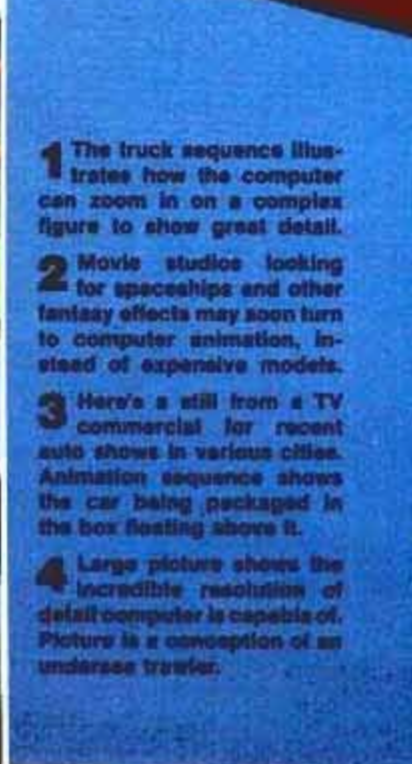 1 The truck sequence illus-
trates how the computer
can zoom in on a complex
figure to show great detail.
2 Movie studios looking
for spaceships and other
fantasy effects may soon turn
to computer animation, in-
stead of expensive models.
3 Here's a still from a TV
commercial for recent
auto shows in various cities.
Animation sequence shows
the car being packaged in
the box floating above it.
4 Large picture shows the
incredible resolution of
detail computer is capable of.
Picture is a conception of an
undersea trawler.